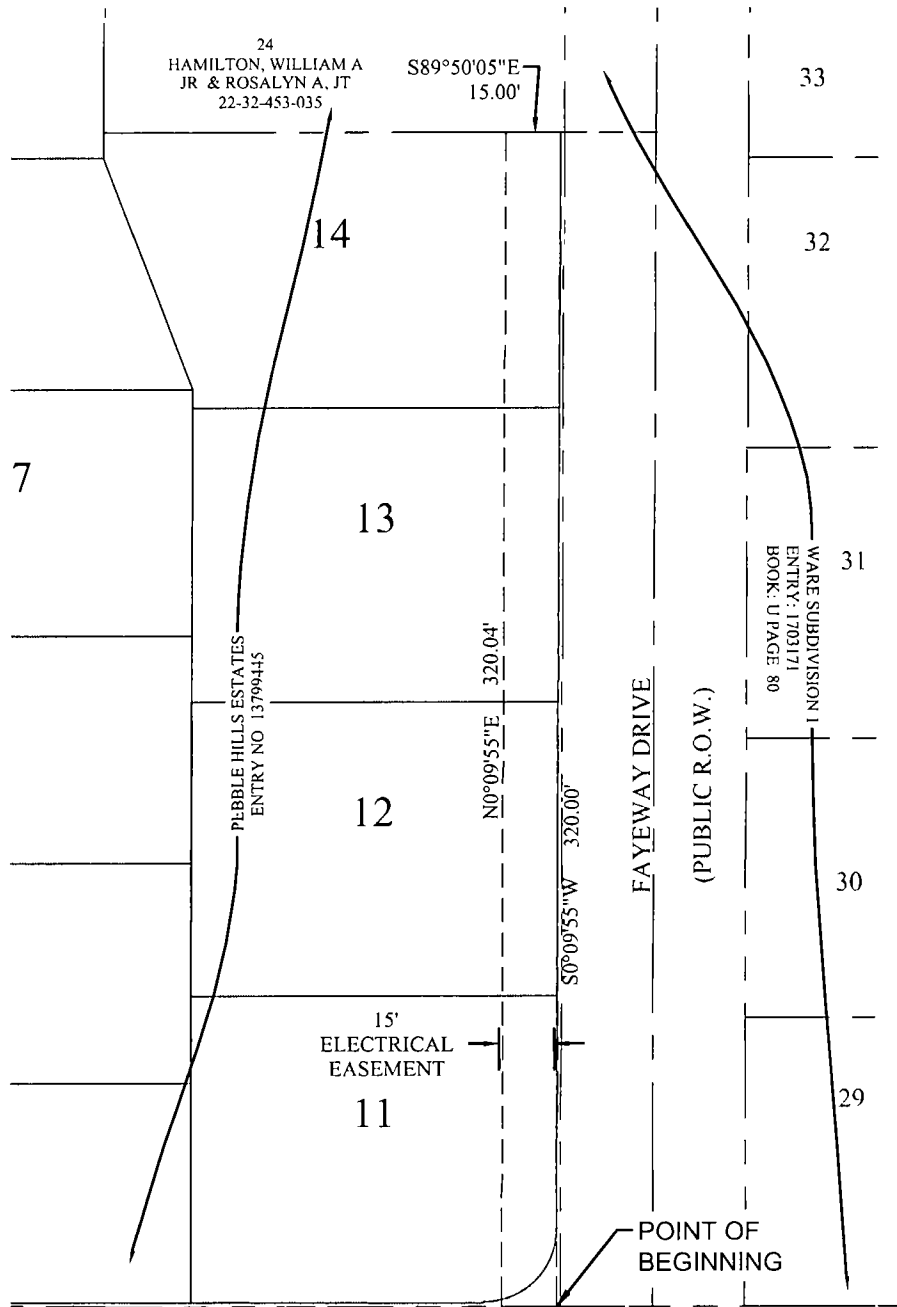 24
HAMILTON, WILLIAM A
JR & ROSALYN A, JT
22-32-453-035
S89°50'05"E
15.00'
33
32
14
7
13
31
WARE SUBDIVISION 1
ENTRY: 1703171
BOOK: U PAGE 80
PEBBLE HILLS ESTATES
ENTRY NO 13799445
N0°09'55"E 320.04'
S0°09'55"W 320.00'
FAYEWAY DRIVE
(PUBLIC R.O.W.)
12
30
15'
ELECTRICAL
EASEMENT
11
29
POINT OF
BEGINNING